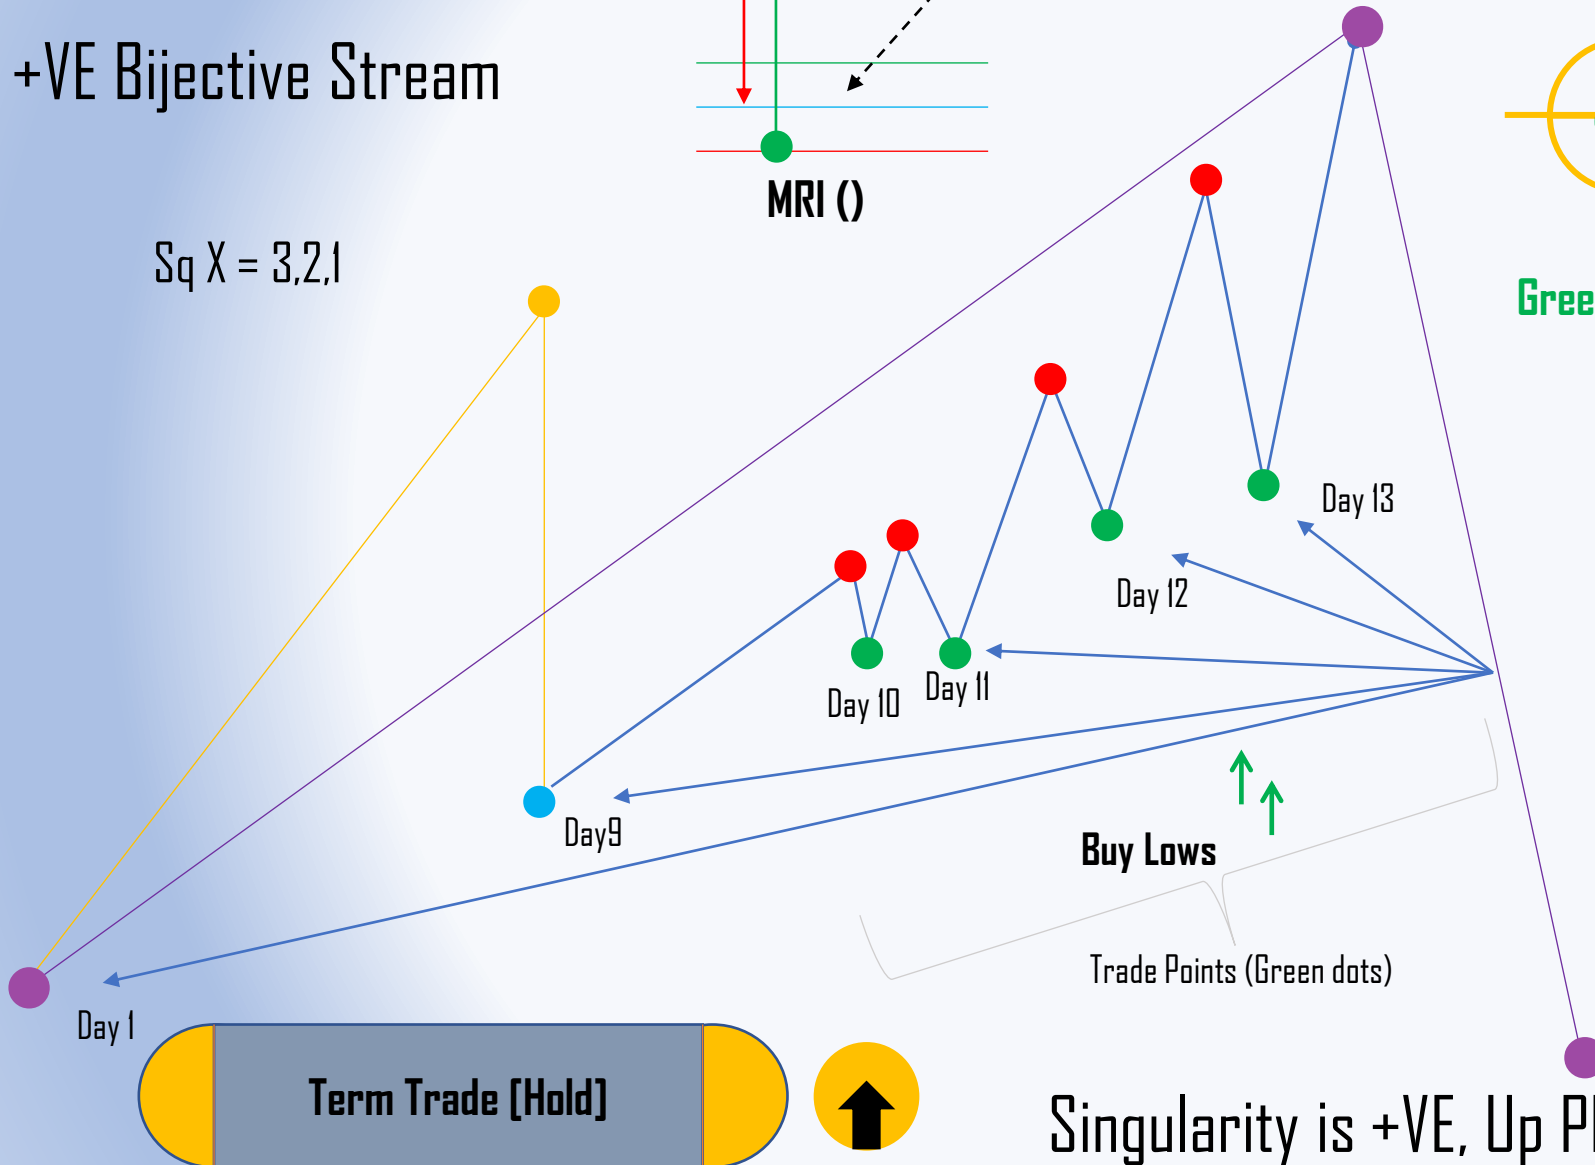 +VE Bijective Stream
MRI ()
Sq X = 3,2,1
Day 13
Day 12
Day 10
Day 11
Day9
Buy Lows
Trade Points (Green dots)
Day 1
Term Trade [Hold]
Singularity is +VE, Up